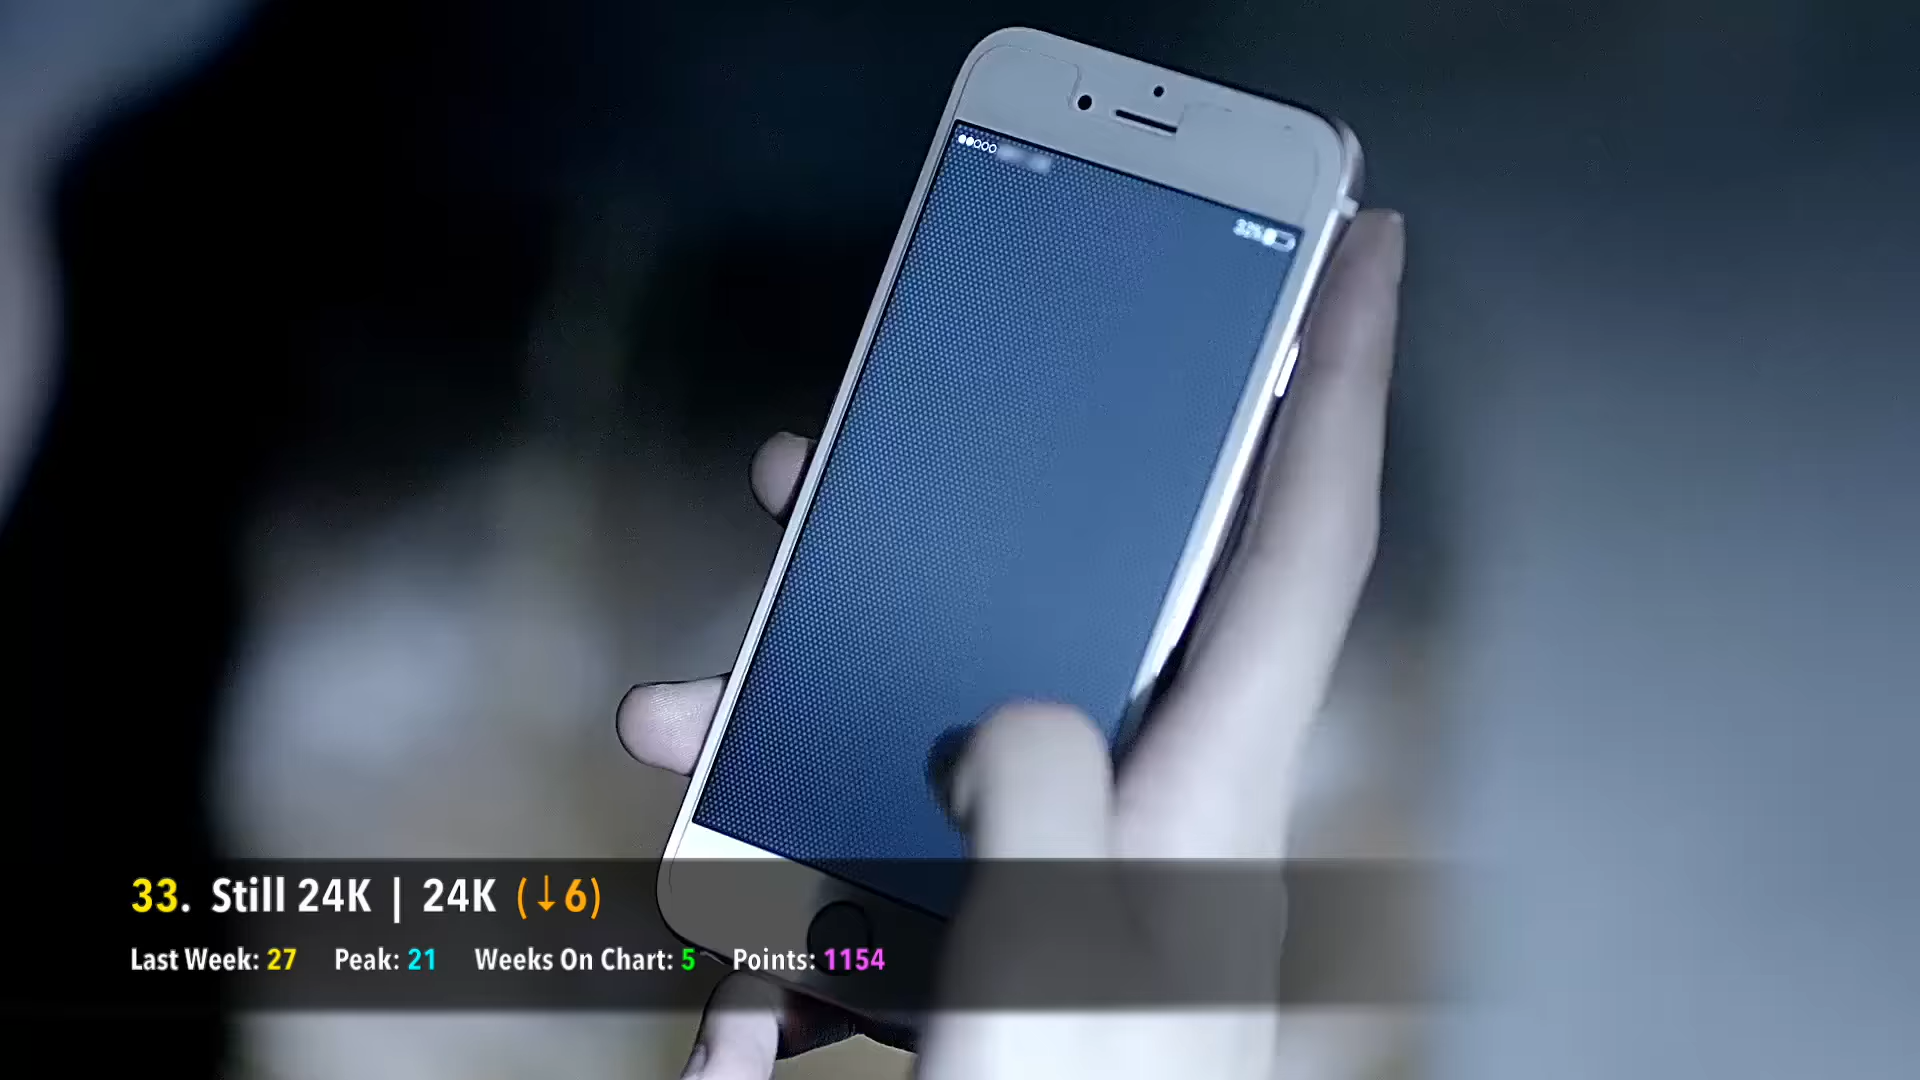 33. Still 24K | 24K (↓6)
Last Week: 27 Peak: 21 Weeks On Chart: 5 Points: 1154